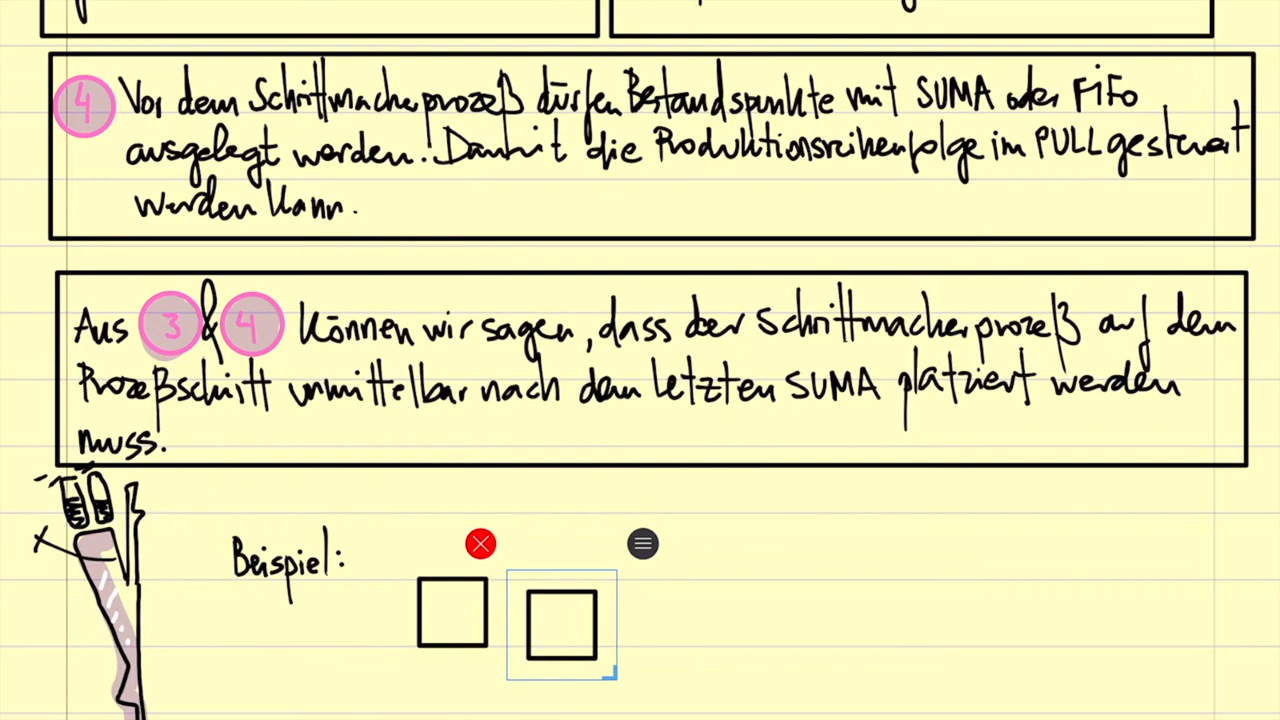 4 Vor dem Schrittmacherprozeß dürfen Bestandspunkte mit SUMA oder FiFo
ausgelegt werden! Damit die Produktionsreihenfolge im PULL gesteuert
werden kann.
Aus 3 & 4 können wir sagen, dass der Schrittmacherprozeß auf dem
Prozeßschritt unmittelbar nach dem letzten SUMA platziert werden
muss.
Beispiel: